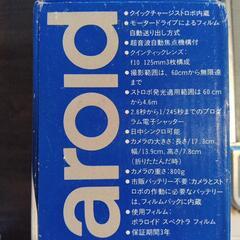 aroid
●クイックチャージストロボ内蔵
●モータードライブによるフィルム
自動送り出し方式
●超音波自動焦点機構付
●クインティックレンズ:
f10 125mm3枚構成
●撮影範囲は、60cmから無限遠
まで
●ストロボ発光適用範囲は 60cm
から4.6m
●2.8秒から1/245秒までのプログ
ラム電子シャッター
●日中シンクロ可能
●カメラの大きさ:長さ/17.3cm、
幅/13.9cm、高さ/7.8cm
(折りたたんだ時)
●カメラの重さ:800g
●市販バッテリー不要:カメラとスト
ロボの作動に必要なバッテリー
は、フィルムパックに内蔵
●使用フィルム:
ポラロイド スペクトラ フィルム
●保証期間3年